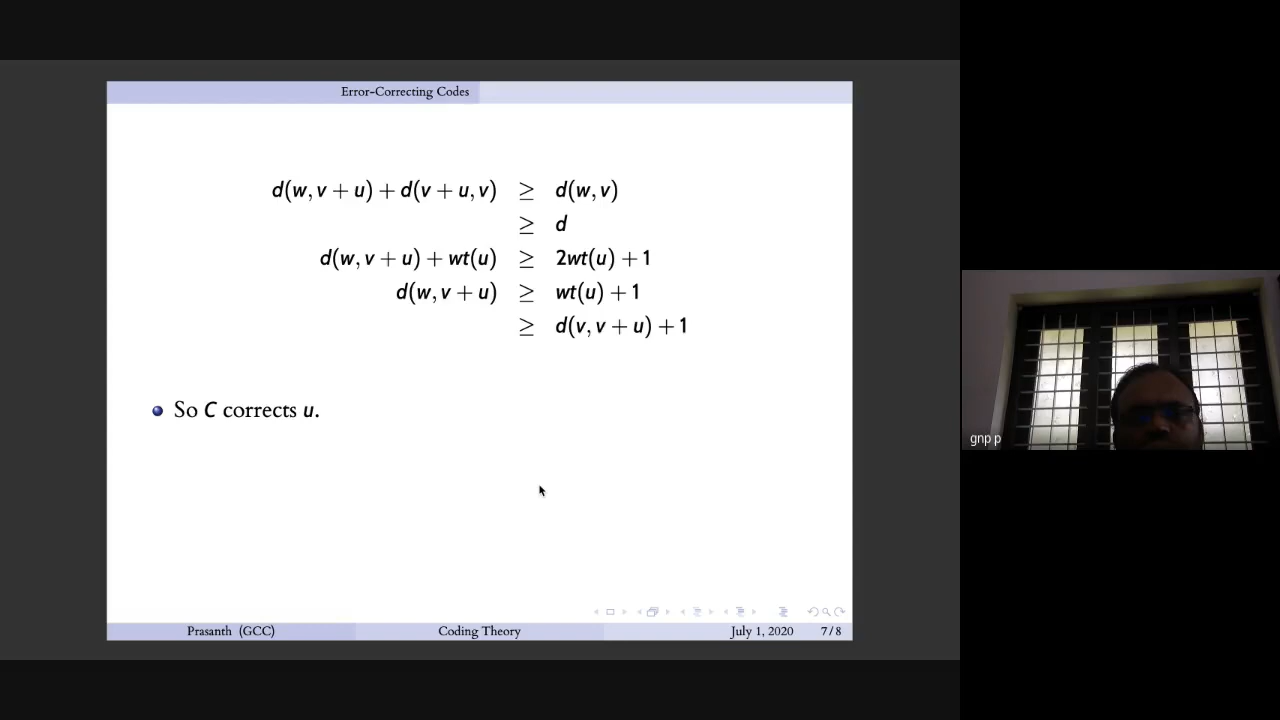 Error-Correcting Codes
d(w, v + u) + d(v + u, v) ≥ d(w, v)
≥ d
d(w, v + u) + wt(u) ≥ 2wt(u) + 1
d(w, v + u) ≥ wt(u) + 1
≥ d(v, v + u) + 1
So C corrects u.
gnp p
Prasanth (GCC) Coding Theory July 1, 2020 7 / 8